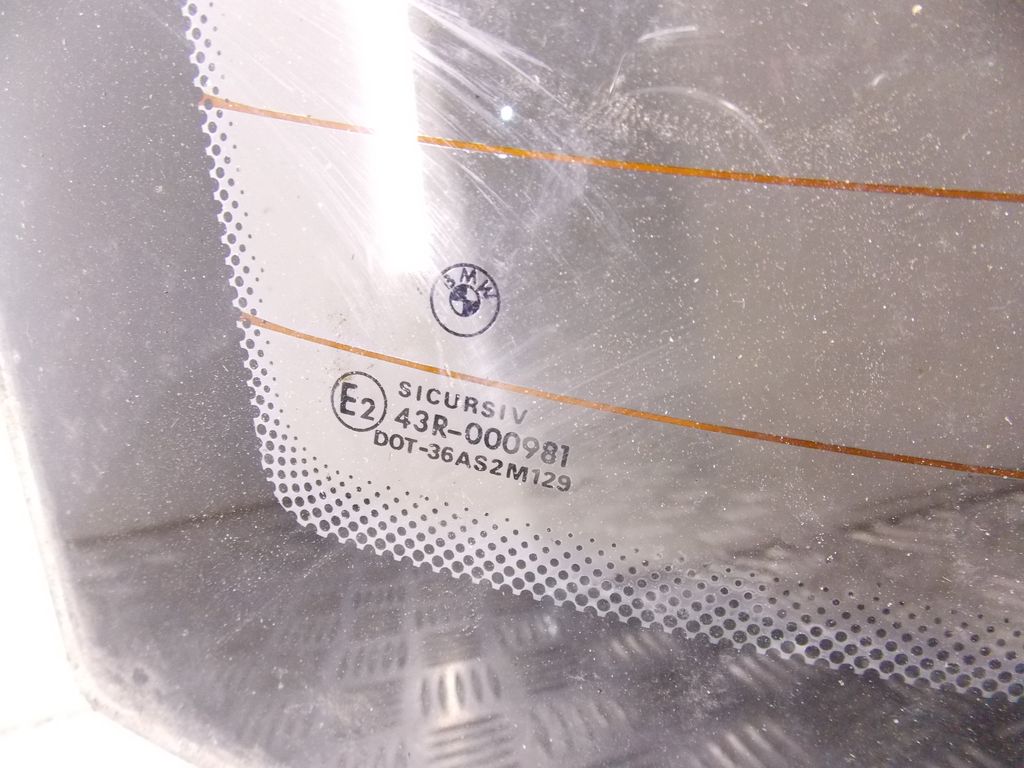 BMW
SICURSIV
E2
43R-000981
DOT-36AS2M129